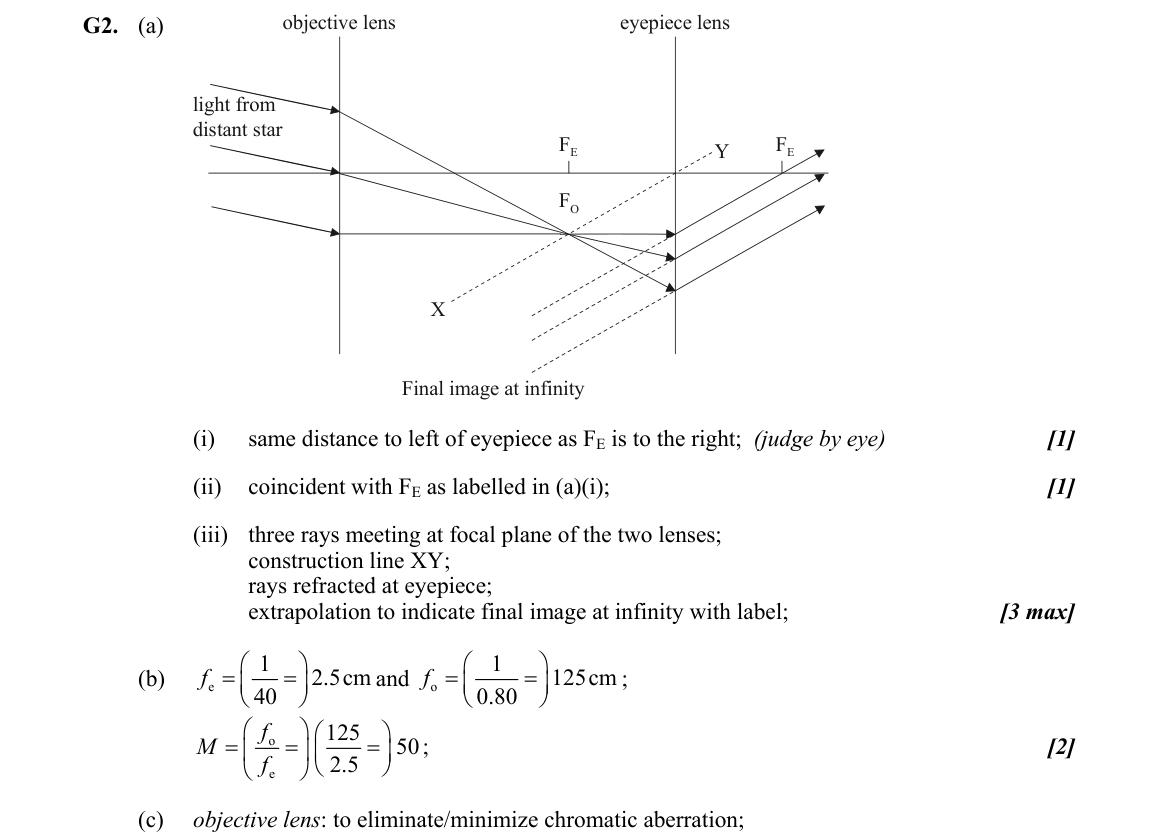 G2. (a)
objective lens eyepiece lens
light from
distant star
F_E Y F_E
F_O
X
Final image at infinity
(i) same distance to left of eyepiece as F_E is to the right; (judge by eye) [1]
(ii) coincident with F_E as labelled in (a)(i); [1]
(iii) three rays meeting at focal plane of the two lenses;
construction line XY;
rays refracted at eyepiece;
extrapolation to indicate final image at infinity with label; [3 max]
(b) f_e = (1/40 =) 2.5 cm and f_o = (1/0.80 =) 125 cm ;
M = (f_o/f_e =) (125/2.5 =) 50 ; [2]
(c) objective lens: to eliminate/minimize chromatic aberration;